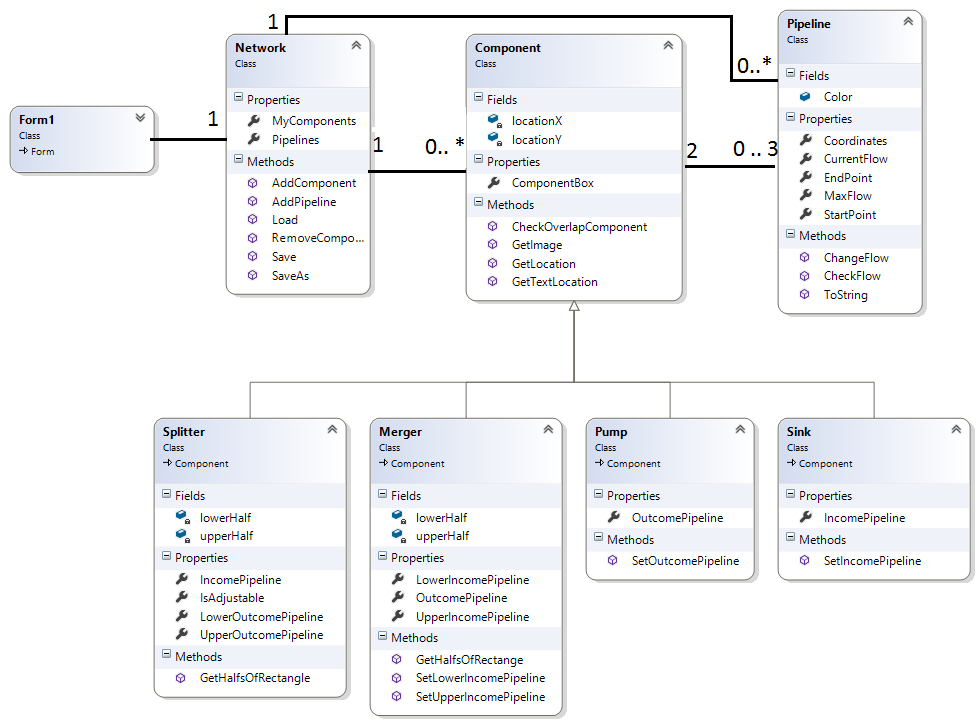 Form1
Class
Form
1
Network
Class
Properties
MyComponents
Pipelines
Methods
AddComponent
AddPipeline
Load
RemoveCompo...
Save
SaveAs
1
1
0.. *
Component
Class
Fields
locationX
locationY
Properties
ComponentBox
Methods
CheckOverlapComponent
GetImage
GetLocation
GetTextLocation
2
0 .. 3
0..*
Pipeline
Class
Fields
Color
Properties
Coordinates
CurrentFlow
EndPoint
MaxFlow
StartPoint
Methods
ChangeFlow
CheckFlow
ToString
Splitter
Class
Component
Fields
lowerHalf
upperHalf
Properties
IncomePipeline
IsAdjustable
LowerOutcomePipeline
UpperOutcomePipeline
Methods
GetHalfsOfRectangle
Merger
Class
Component
Fields
lowerHalf
upperHalf
Properties
LowerIncomePipeline
OutcomePipeline
UpperIncomePipeline
Methods
GetHalfsOfRectange
SetLowerIncomePipeline
SetUpperIncomePipeline
Pump
Class
Component
Properties
OutcomePipeline
Methods
SetOutcomePipeline
Sink
Class
Component
Properties
IncomePipeline
Methods
SetIncomePipeline